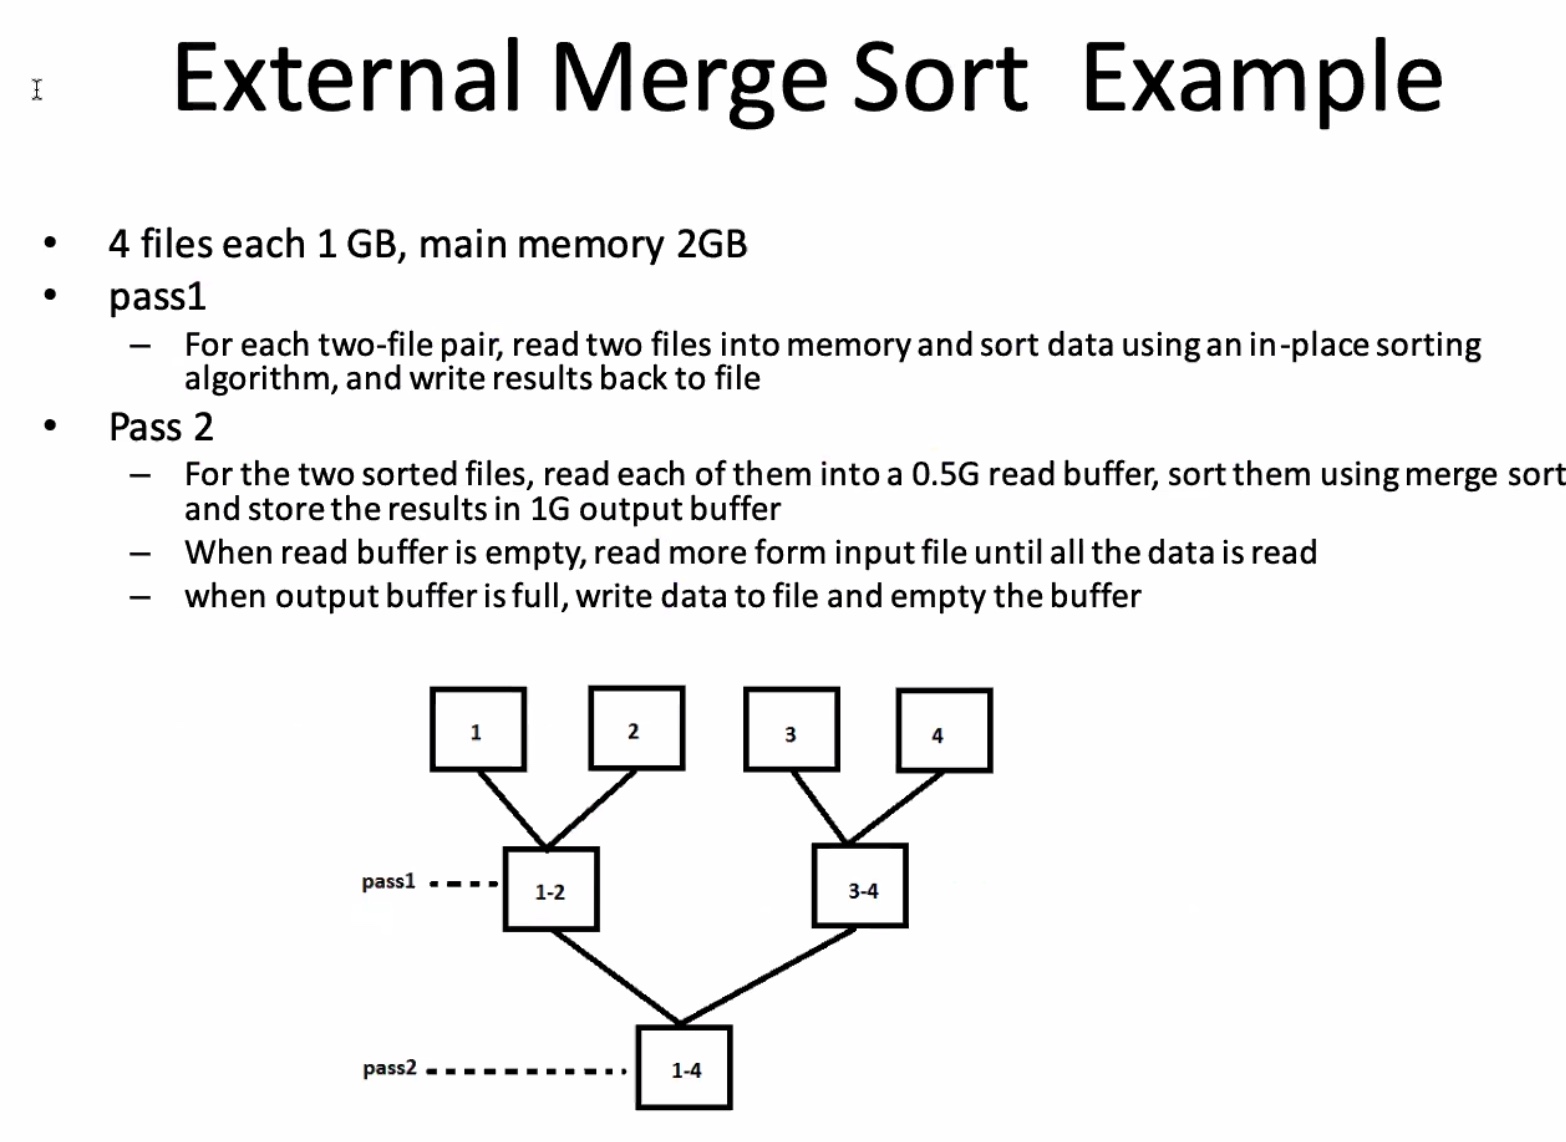 External Merge Sort  Example
• 4 files each 1 GB, main memory 2GB
• pass1
– For each two-file pair, read two files into memory and sort data using an in-place sorting
algorithm, and write results back to file
• Pass 2
– For the two sorted files, read each of them into a 0.5G read buffer, sort them using merge sort
and store the results in 1G output buffer
– When read buffer is empty, read more form input file until all the data is read
– when output buffer is full, write data to file and empty the buffer
1 2 3 4
pass1 1-2 3-4
pass2 1-4